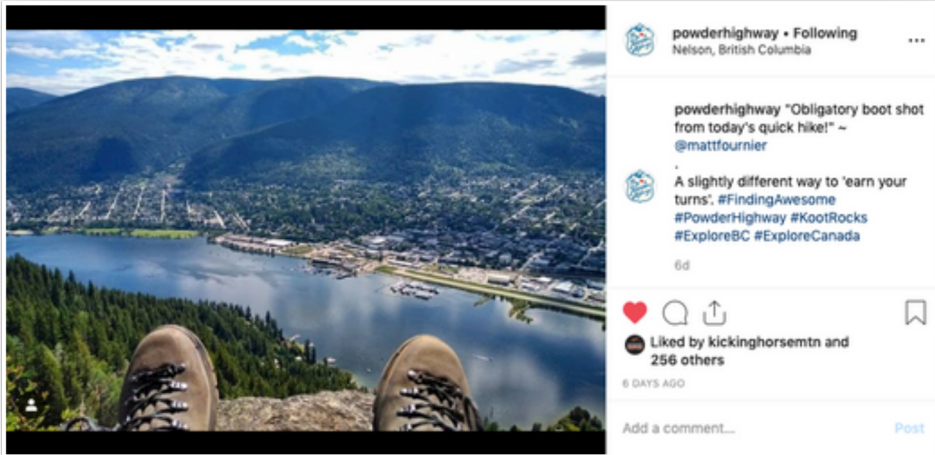 powderhighway • Following
Nelson, British Columbia
powderhighway "Obligatory boot shot
from today's quick hike!" ~
@mattfournier
.
A slightly different way to 'earn your
turns'. #FindingAwesome
#PowderHighway #KootRocks
#ExploreBC #ExploreCanada
6d
Liked by kickinghorsemtn and
256 others
6 DAYS AGO
Add a comment...
Post